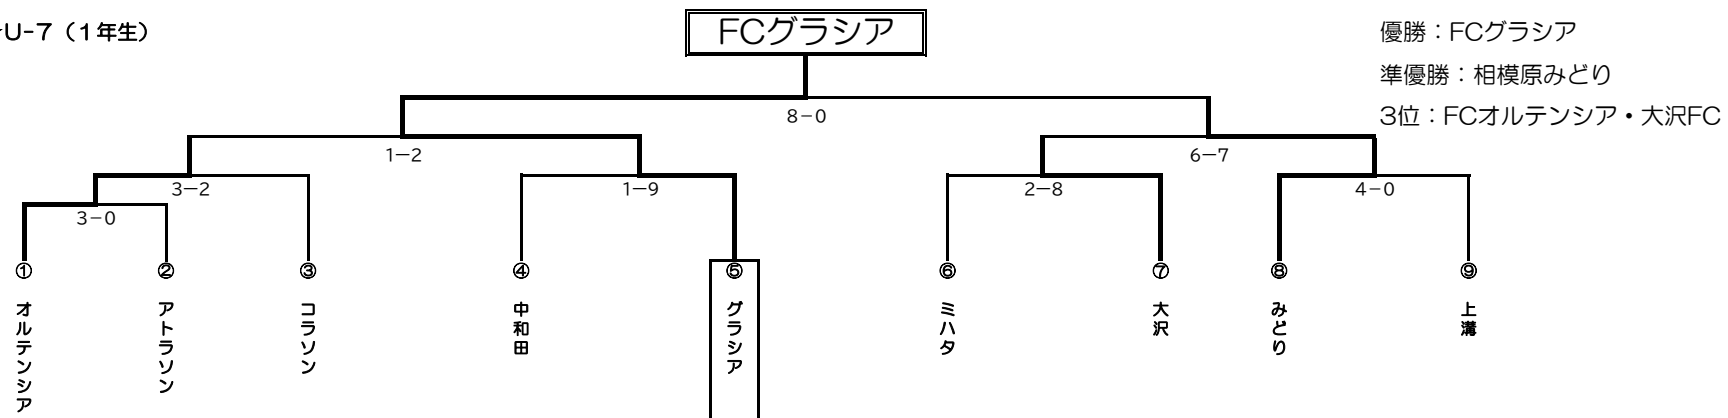 U-7（１年生）
FCグラシア
優勝：FCグラシア
準優勝：相模原みどり
3位：FCオルテンシア・大沢FC
8－0
1－2
6－7
3－2
1－9
2－8
4－0
3－0
①
②
③
④
⑤
⑥
⑦
⑧
⑨
オルテンシア
アトラソン
コラソン
中和田
グラシア
ミハタ
大沢
みどり
上溝